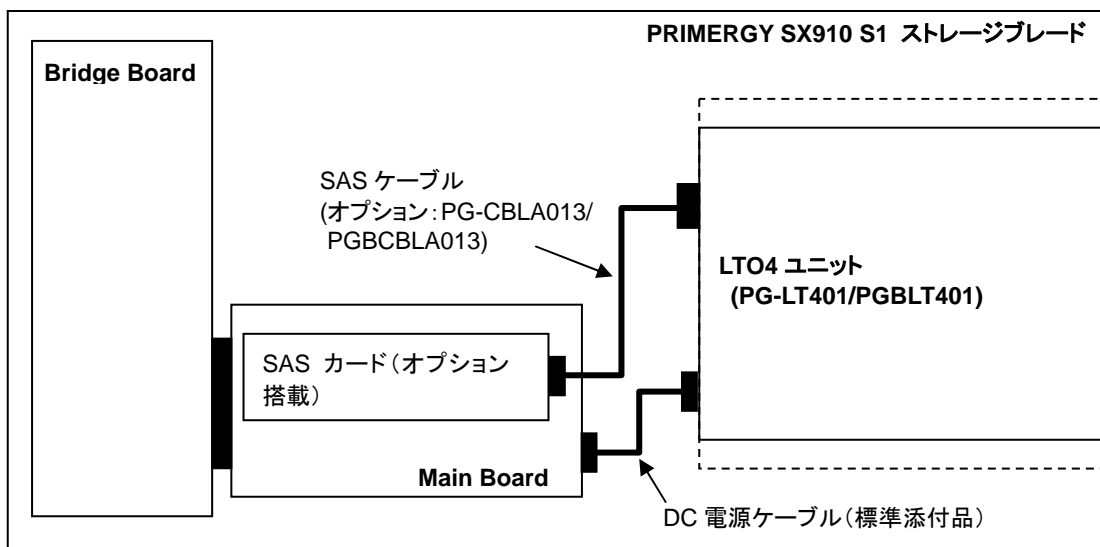 PRIMERGY SX910 S1 ストレージブレード
Bridge Board
SAS ケーブル
(オプション：PG-CBLA013/
PGBCBLA013)
LTO4 ユニット
(PG-LT401/PGBLT401)
SAS カード（オプション
搭載）
Main Board
DC 電源ケーブル（標準添付品）